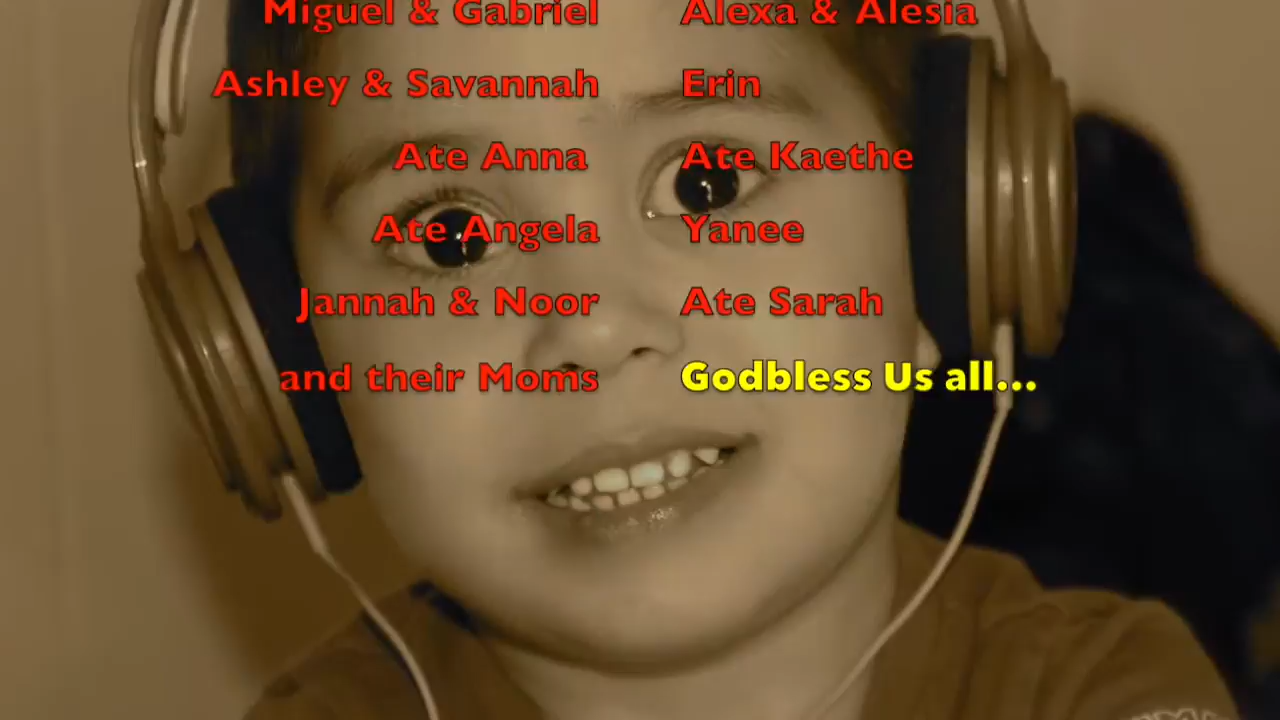 Miguel & Gabriel Alexa & Alesia
Ashley & Savannah Erin
Ate Anna Ate Kaethe
Ate Angela Yanee
Jannah & Noor Ate Sarah
and their Moms Godbless Us all...